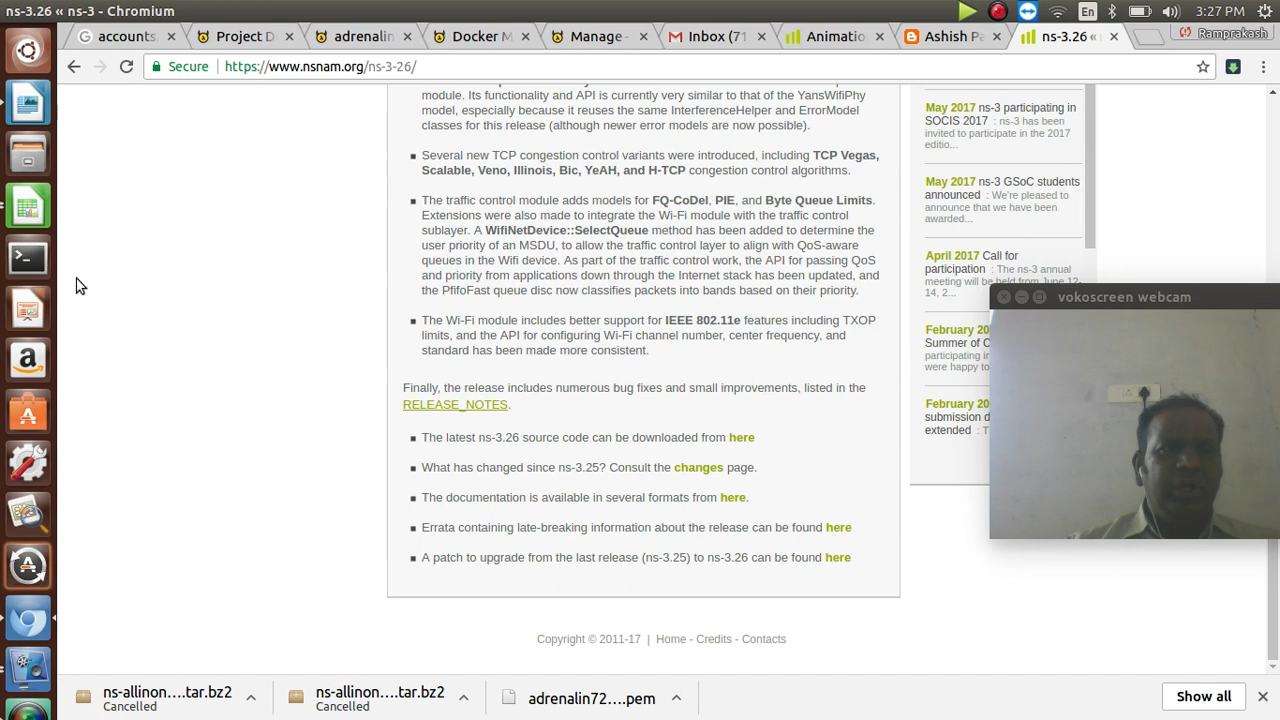 ns-3.26 « ns-3 - Chromium
En
3:27 PM
accounts.
Project D
adrenalin
Docker M
Manage -
Inbox (71
Animatio
Ashish Pa
ns-3.26 «
Ramprakash
Secure
https://www.nsnam.org/ns-3-26/
module. Its functionality and API is currently very similar to that of the YansWifiPhy
model, especially because it reuses the same InterferenceHelper and ErrorModel
classes for this release (although newer error models are now possible).
Several new TCP congestion control variants were introduced, including TCP Vegas,
Scalable, Veno, Illinois, Bic, YeAH, and H-TCP congestion control algorithms.
The traffic control module adds models for FQ-CoDel, PIE, and Byte Queue Limits.
Extensions were also made to integrate the Wi-Fi module with the traffic control
sublayer. A WifiNetDevice::SelectQueue method has been added to determine the
user priority of an MSDU, to allow the traffic control layer to align with QoS-aware
queues in the Wifi device. As part of the traffic control work, the API for passing QoS
and priority from applications down through the Internet stack has been updated, and
the PfifoFast queue disc now classifies packets into bands based on their priority.
The Wi-Fi module includes better support for IEEE 802.11e features including TXOP
limits, and the API for configuring Wi-Fi channel number, center frequency, and
standard has been made more consistent.
Finally, the release includes numerous bug fixes and small improvements, listed in the
RELEASE_NOTES.
The latest ns-3.26 source code can be downloaded from here
What has changed since ns-3.25? Consult the changes page.
The documentation is available in several formats from here.
Errata containing late-breaking information about the release can be found here
A patch to upgrade from the last release (ns-3.25) to ns-3.26 can be found here
Copyright © 2011-17 | Home - Credits - Contacts
May 2017 ns-3 participating in
SOCIS 2017 : ns-3 has been
invited to participate in the 2017
editio...
May 2017 ns-3 GSoC students
announced : We're pleased to
announce that we have been
awarded...
April 2017 Call for
participation : The ns-3 annual
meeting will be held from June 12-
14, 2...
February 20
Summer of C
participating in
were happy to
February 20
submission d
extended : T
vokoscreen webcam
ns-allinon....tar.bz2
Cancelled
ns-allinon....tar.bz2
Cancelled
adrenalin72....pem
Show all